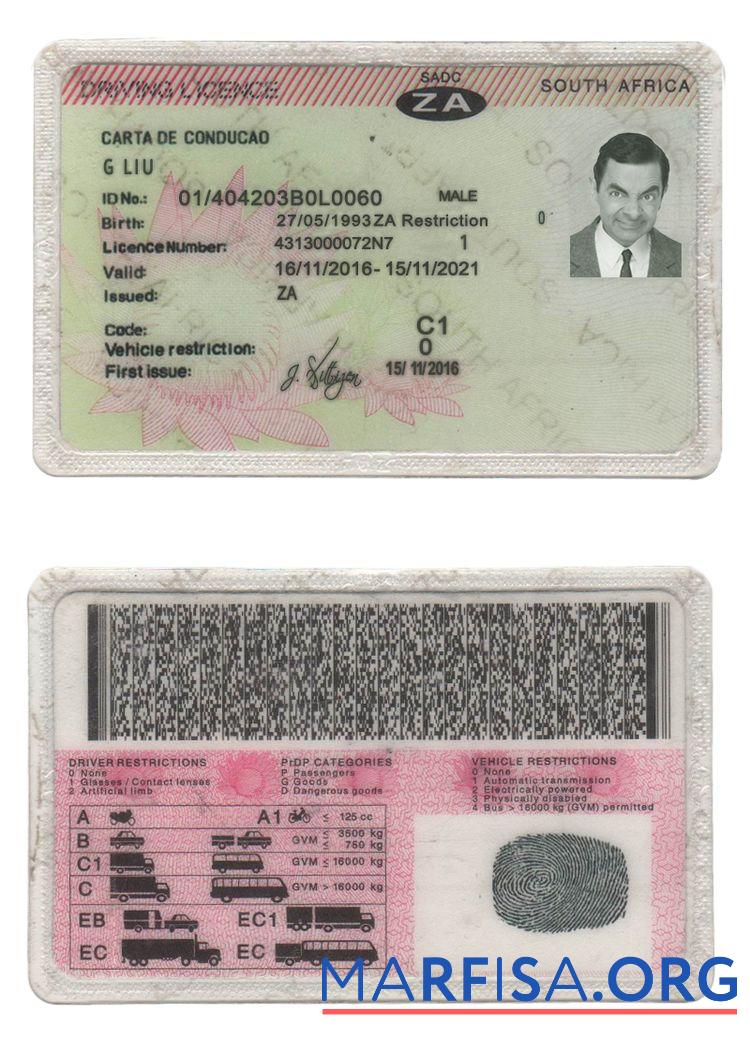 DRIVING LICENCE
SADC
ZA
SOUTH AFRICA
CARTA DE CONDUCAO
G LIU
ID No.: 01/404203B0L0060 MALE
Birth: 27/05/1993 ZA Restriction 0
Licence Number: 4313000072N7 1
Valid: 16/11/2016- 15/11/2021
Issued: ZA
Code: C1
Vehicle restriction: 0
First issue: 15/ 11/ 2016
DRIVER RESTRICTIONS
0 None
1 Glasses / Contact lenses
2 Artificial limb
PrDP CATEGORIES
P Passengers
G Goods
D Dangerous goods
VEHICLE RESTRICTIONS
0 None
1 Automatic transmission
2 Electrically powered
3 Physically disabled
4 Bus > 16000 kg (GVM) permitted
A A1 ≤ 125 cc
B GVM ≤ 3500 kg
≤ 750 kg
C1 GVM ≤ 16000 kg
C GVM > 16000 kg
EB EC1
EC EC
MARFISA.ORG